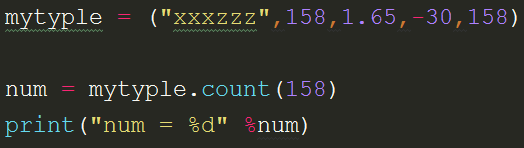 mytyple = ("xxxzzz",158,1.65,-30,158)
num = mytyple.count(158)
print("num = %d" %num)